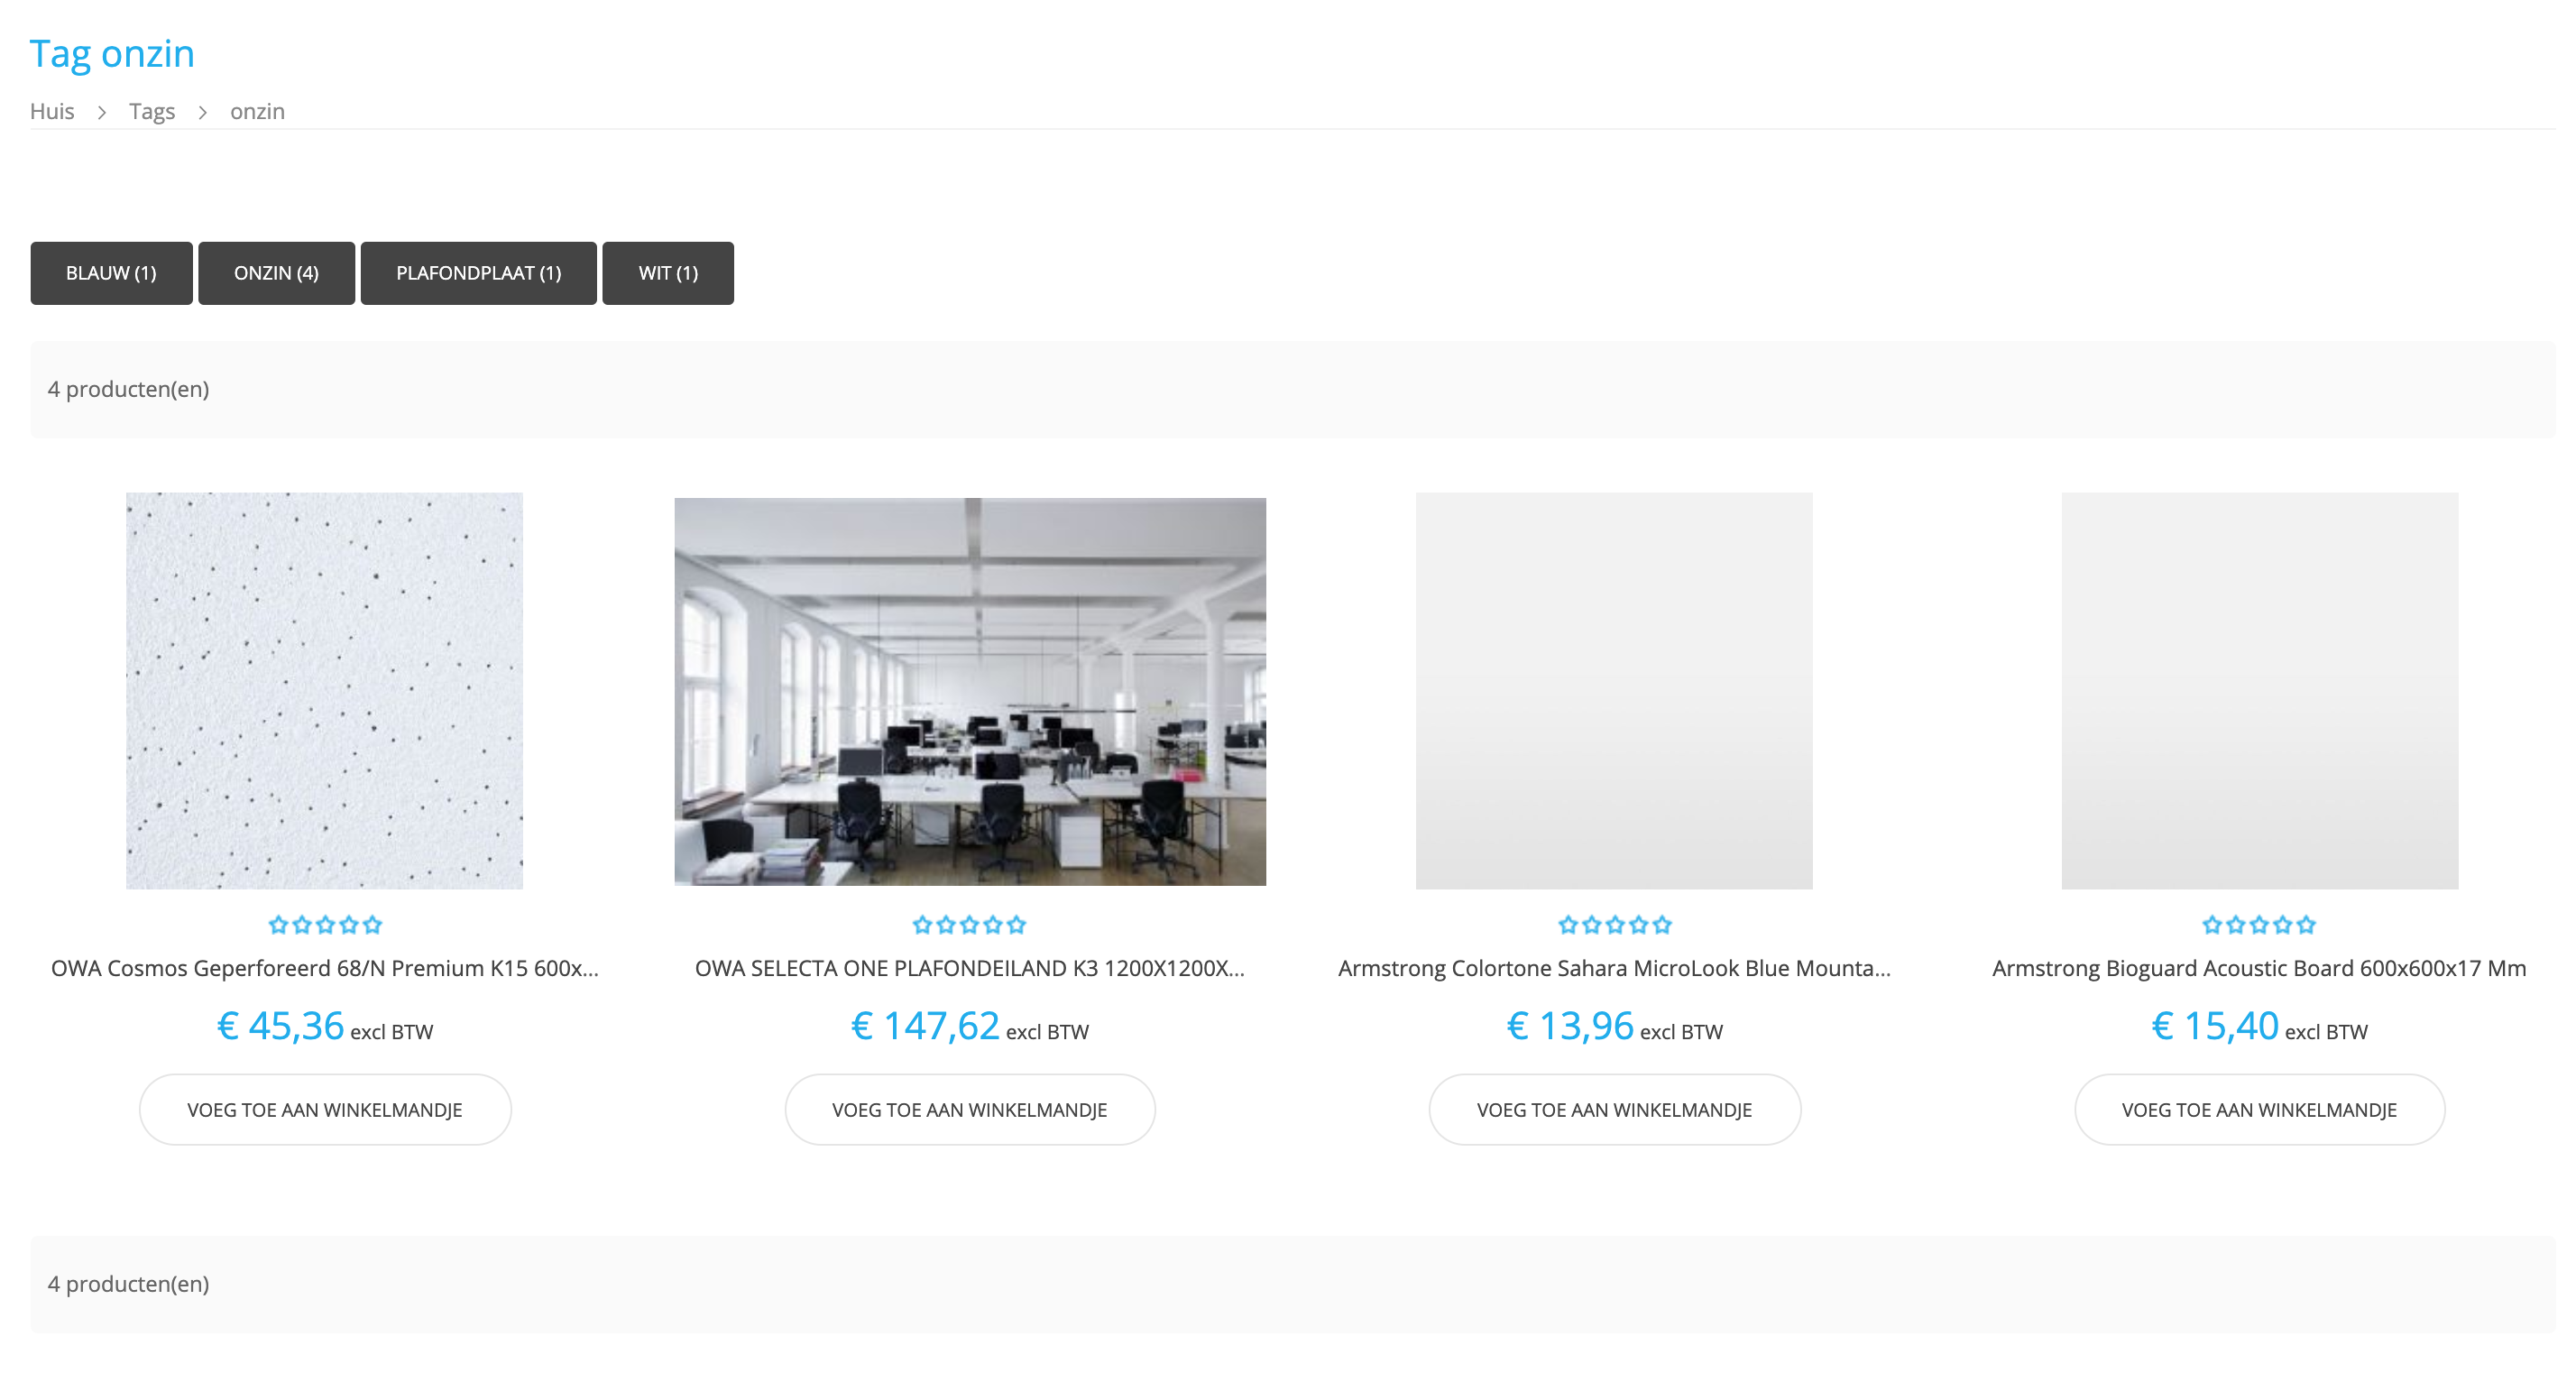 Tag onzin
Huis > Tags > onzin
BLAUW (1) ONZIN (4) PLAFONDPLAAT (1) WIT (1)
4 producten(en)
OWA Cosmos Geperforeerd 68/N Premium K15 600x... OWA SELECTA ONE PLAFONDEILAND K3 1200X1200X... Armstrong Colortone Sahara MicroLook Blue Mounta... Armstrong Bioguard Acoustic Board 600x600x17 Mm
€ 45,36 excl BTW € 147,62 excl BTW € 13,96 excl BTW € 15,40 excl BTW
VOEG TOE AAN WINKELMANDJE VOEG TOE AAN WINKELMANDJE VOEG TOE AAN WINKELMANDJE VOEG TOE AAN WINKELMANDJE
4 producten(en)